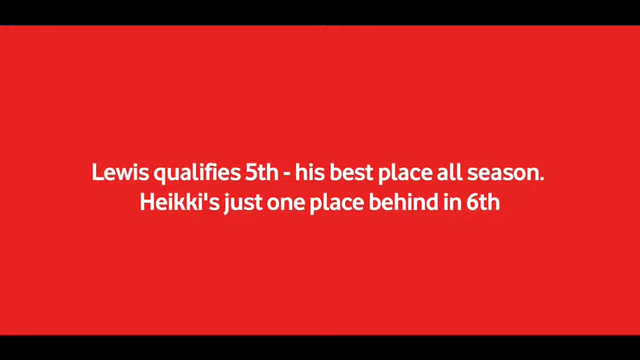 Lewis qualifies 5th - his best place all season.
Heikki's just one place behind in 6th